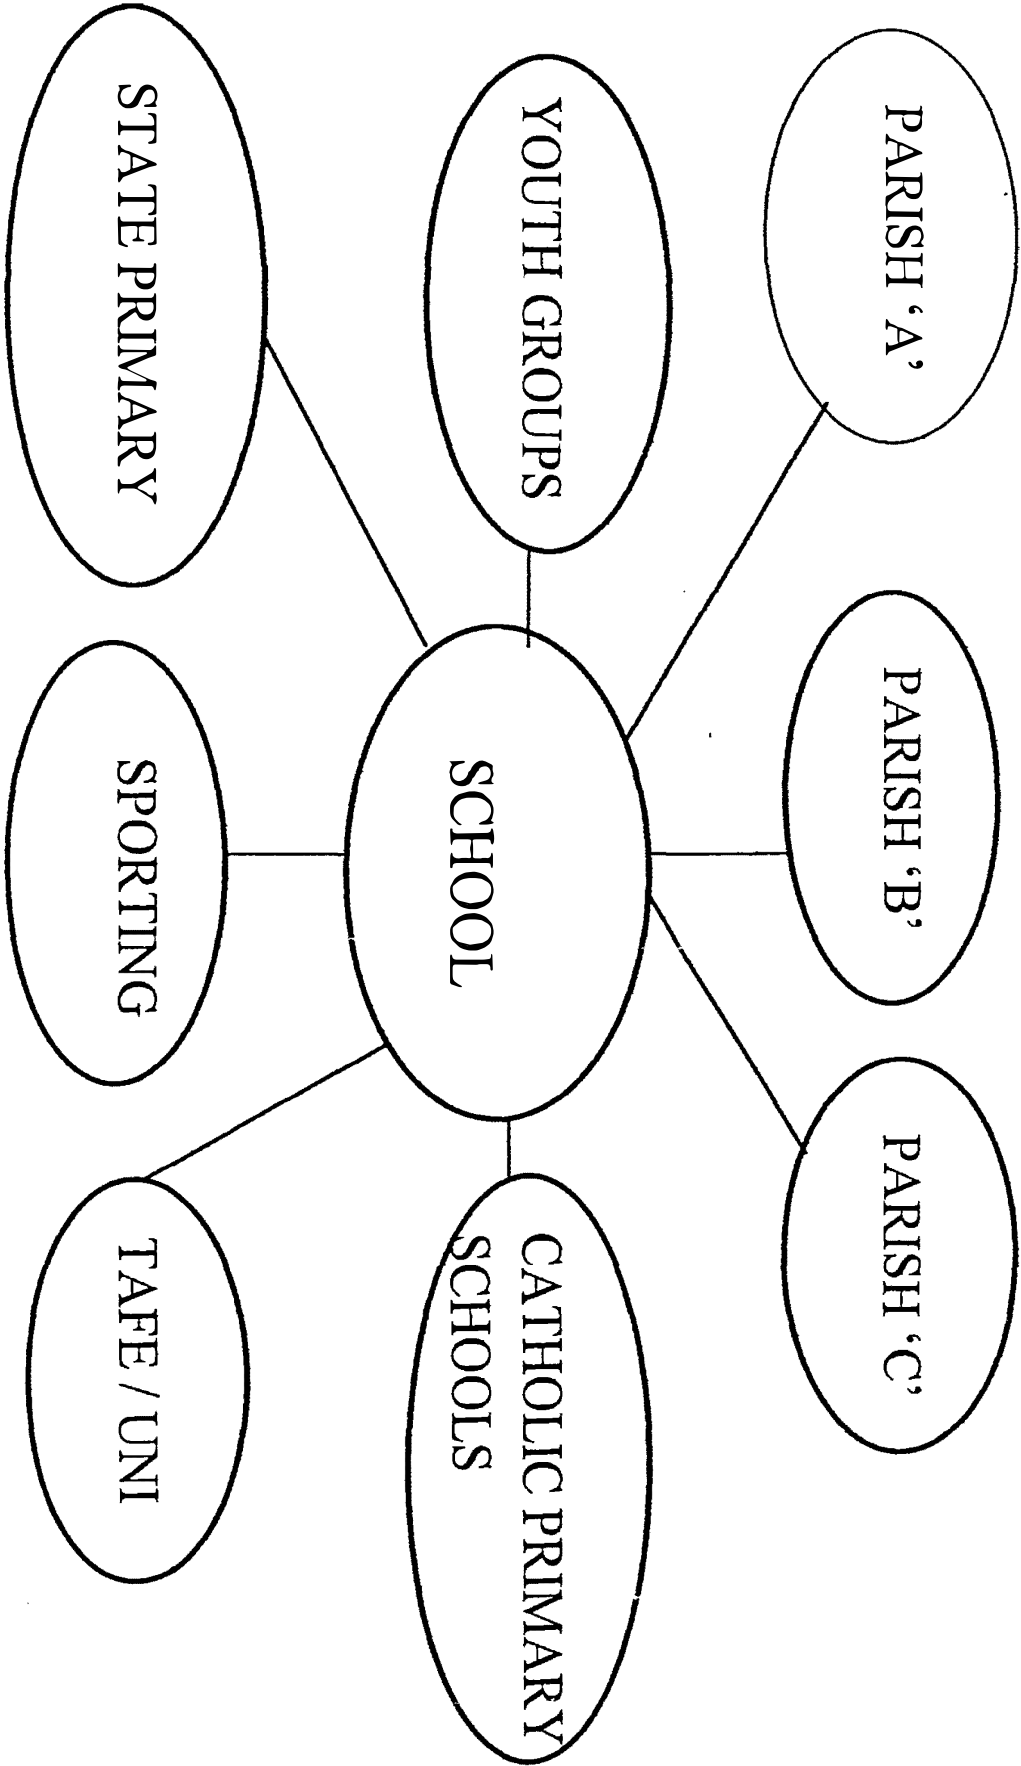 PARISH ‘A’
PARISH ‘B’
PARISH ‘C’
YOUTH GROUPS
SCHOOL
CATHOLIC PRIMARY
SCHOOLS
STATE PRIMARY
SPORTING
TAFE / UNI